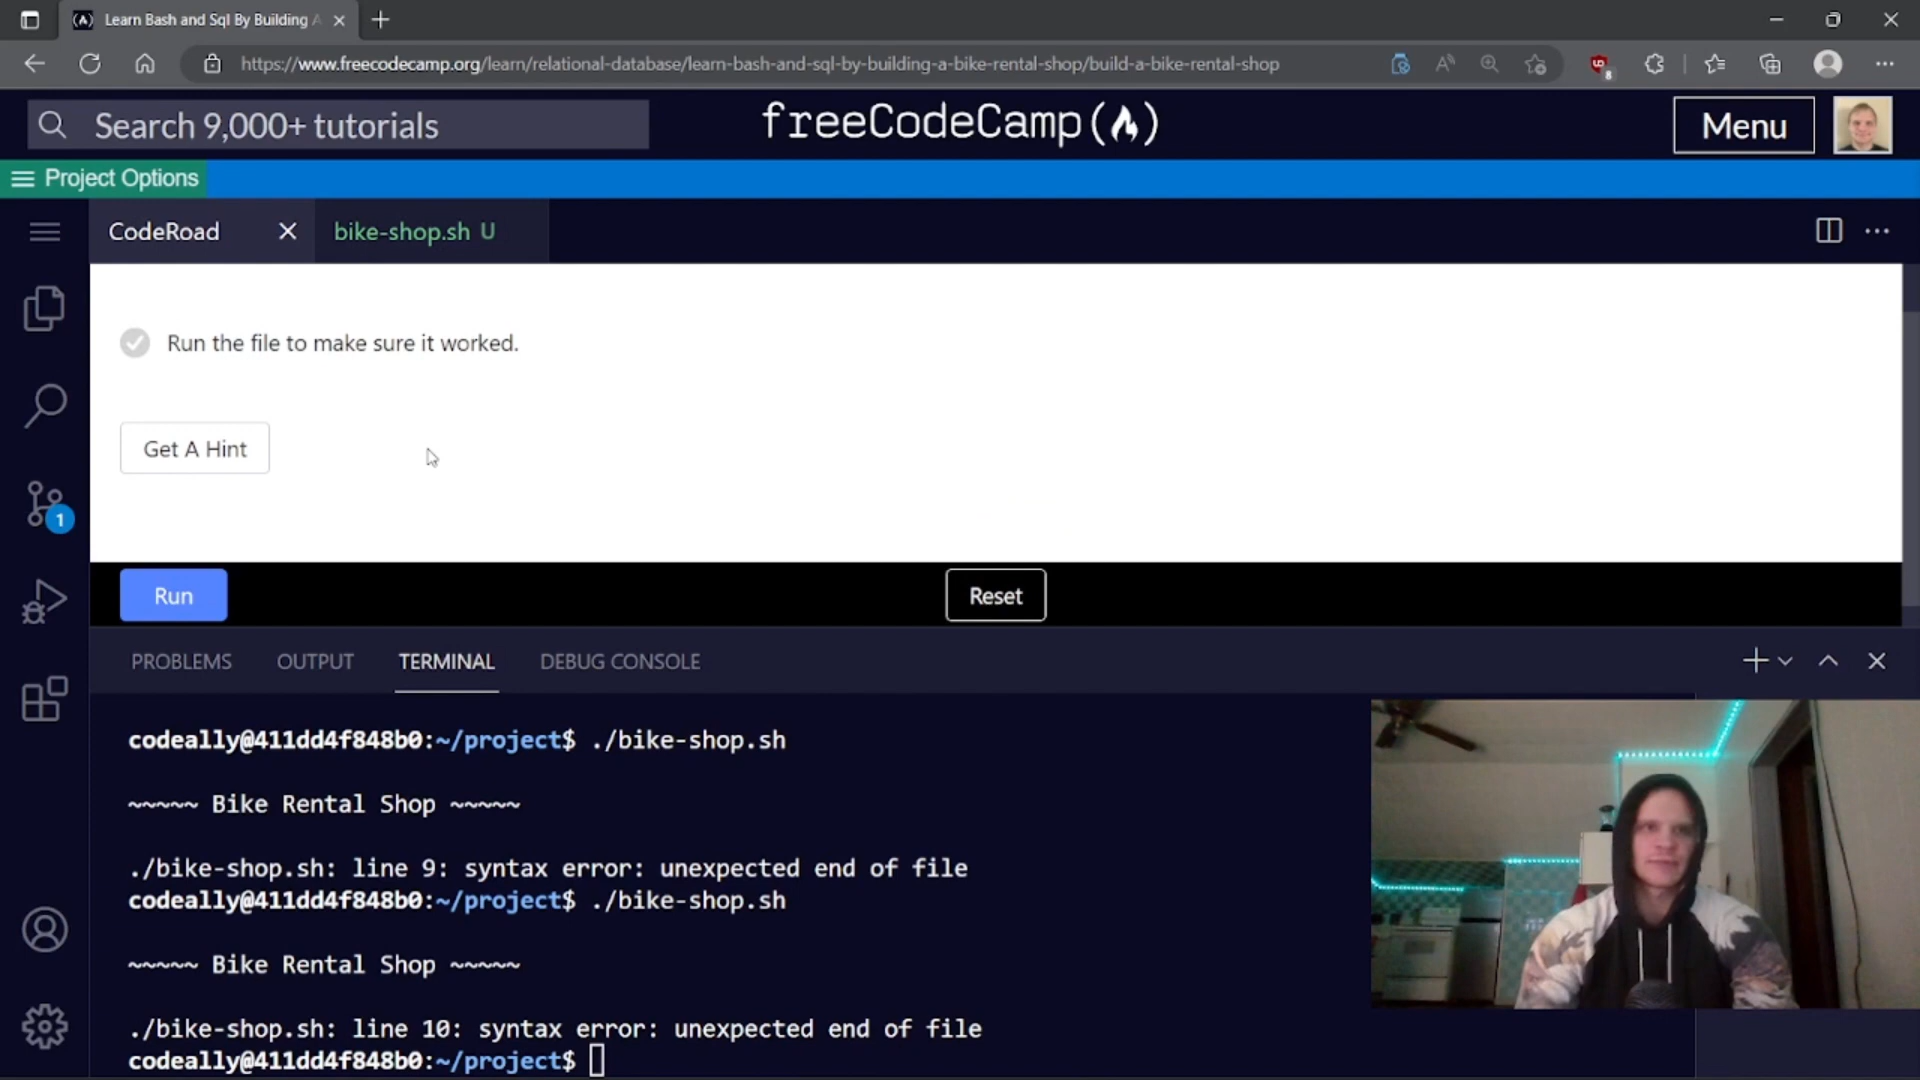 Learn Bash and Sql By Building A
https://www.freecodecamp.org/learn/relational-database/learn-bash-and-sql-by-building-a-bike-rental-shop/build-a-bike-rental-shop
8
Search 9,000+ tutorials
freeCodeCamp
Menu
Project Options
CodeRoad
bike-shop.sh U
Run the file to make sure it worked.
Get A Hint
1
Run
Reset
PROBLEMS
OUTPUT
TERMINAL
DEBUG CONSOLE
codeally@411dd4f848b0:~/project$ ./bike-shop.sh
~~~~~ Bike Rental Shop ~~~~~
./bike-shop.sh: line 9: syntax error: unexpected end of file
codeally@411dd4f848b0:~/project$ ./bike-shop.sh
~~~~~ Bike Rental Shop ~~~~~
./bike-shop.sh: line 10: syntax error: unexpected end of file
codeally@411dd4f848b0:~/project$